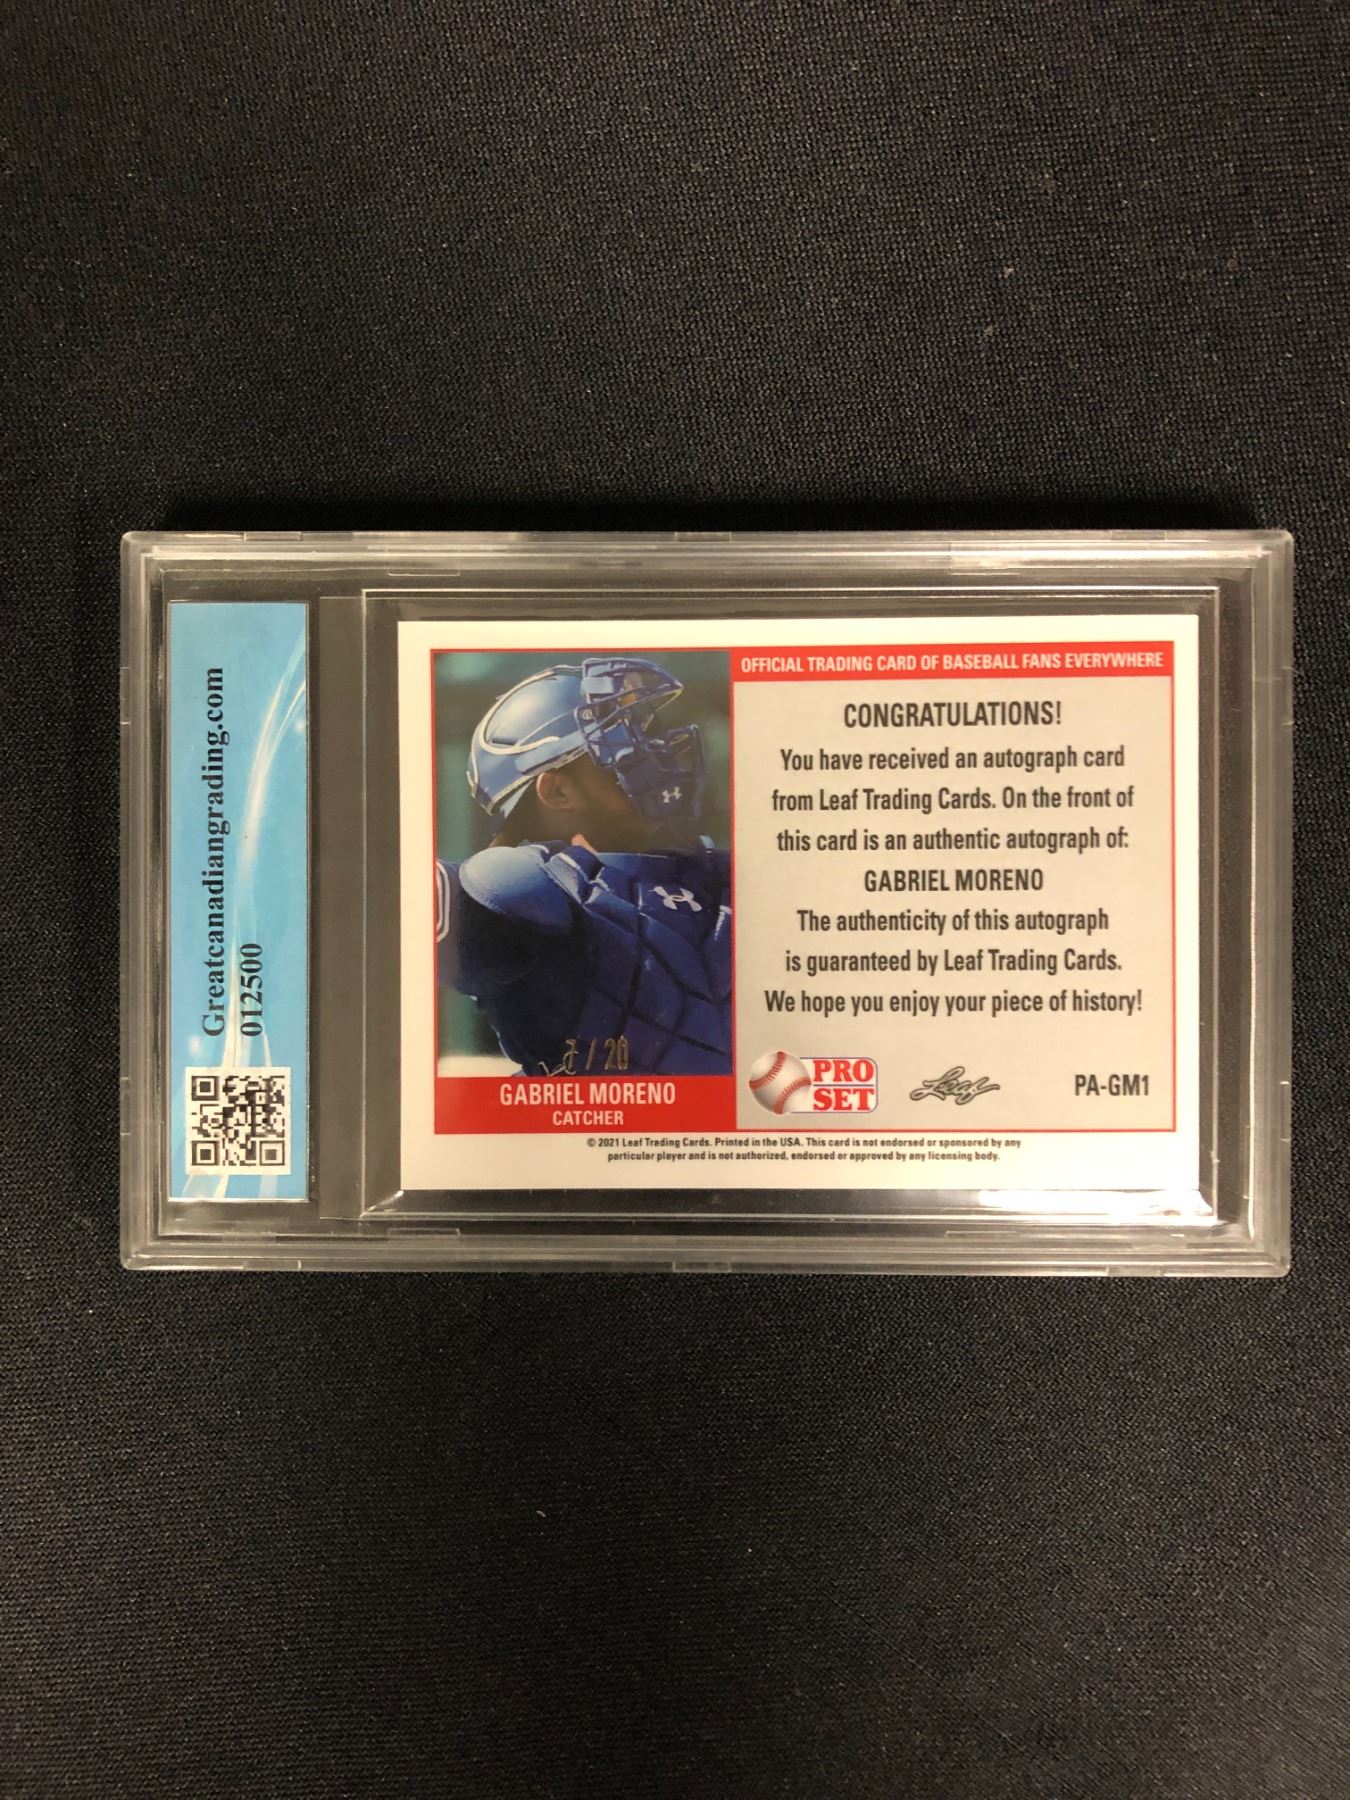 Greatcanadiangrading.com
012500
OFFICIAL TRADING CARD OF BASEBALL FANS EVERYWHERE
CONGRATULATIONS!
You have received an autograph card
from Leaf Trading Cards. On the front of
this card is an authentic autograph of:
GABRIEL MORENO
The authenticity of this autograph
is guaranteed by Leaf Trading Cards.
We hope you enjoy your piece of history!
/ 20
GABRIEL MORENO
CATCHER
PRO
SET
Leaf
PA-GM1
© 2021 Leaf Trading Cards. Printed in the USA. This card is not endorsed or sponsored by any
particular player and is not authorized, endorsed or approved by any licensing body.